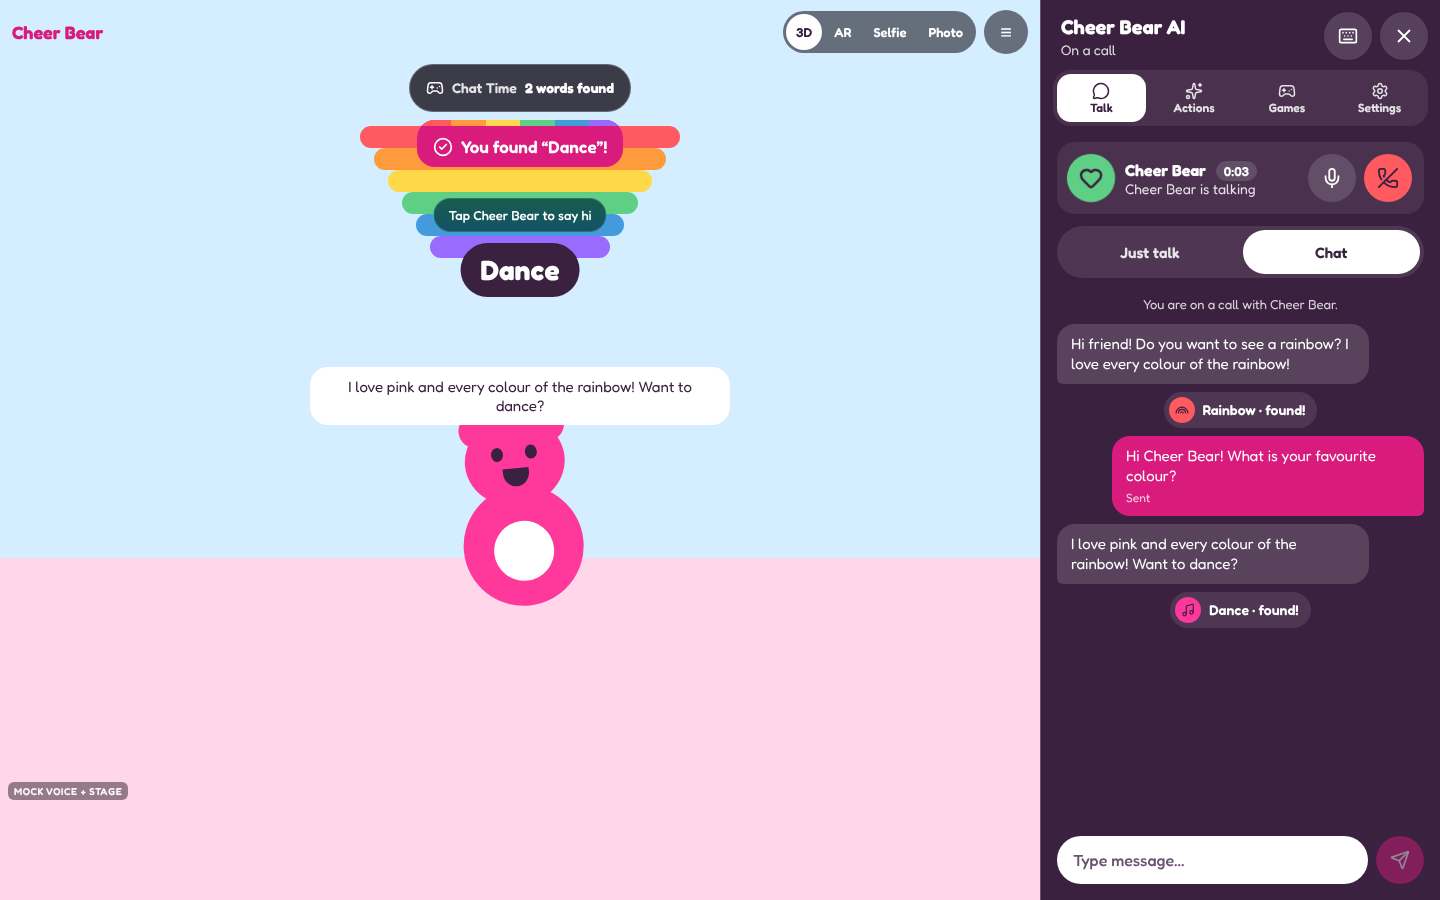 Cheer Bear
3D
AR
Selfie
Photo
Chat Time 2 words found
You found “Dance”!
Tap Cheer Bear to say hi
Dance
I love pink and every colour of the rainbow! Want to
dance?
MOCK VOICE + STAGE
Cheer Bear AI
On a call
Talk
Actions
Games
Settings
Cheer Bear 0:03
Cheer Bear is talking
Just talk
Chat
You are on a call with Cheer Bear.
Hi friend! Do you want to see a rainbow? I
love every colour of the rainbow!
Rainbow · found!
Hi Cheer Bear! What is your favourite
colour?
Sent
I love pink and every colour of the
rainbow! Want to dance?
Dance · found!
Type message...